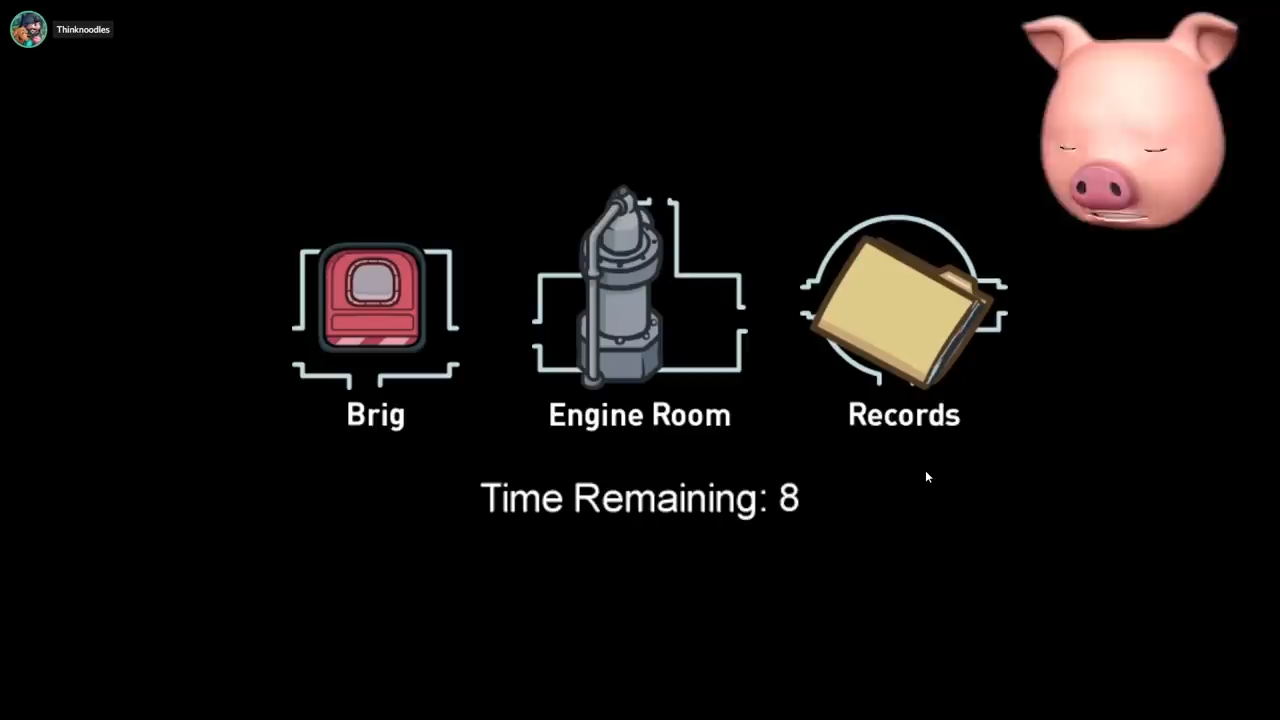 Thinknoodles
Brig
Engine Room
Records
Time Remaining: 8